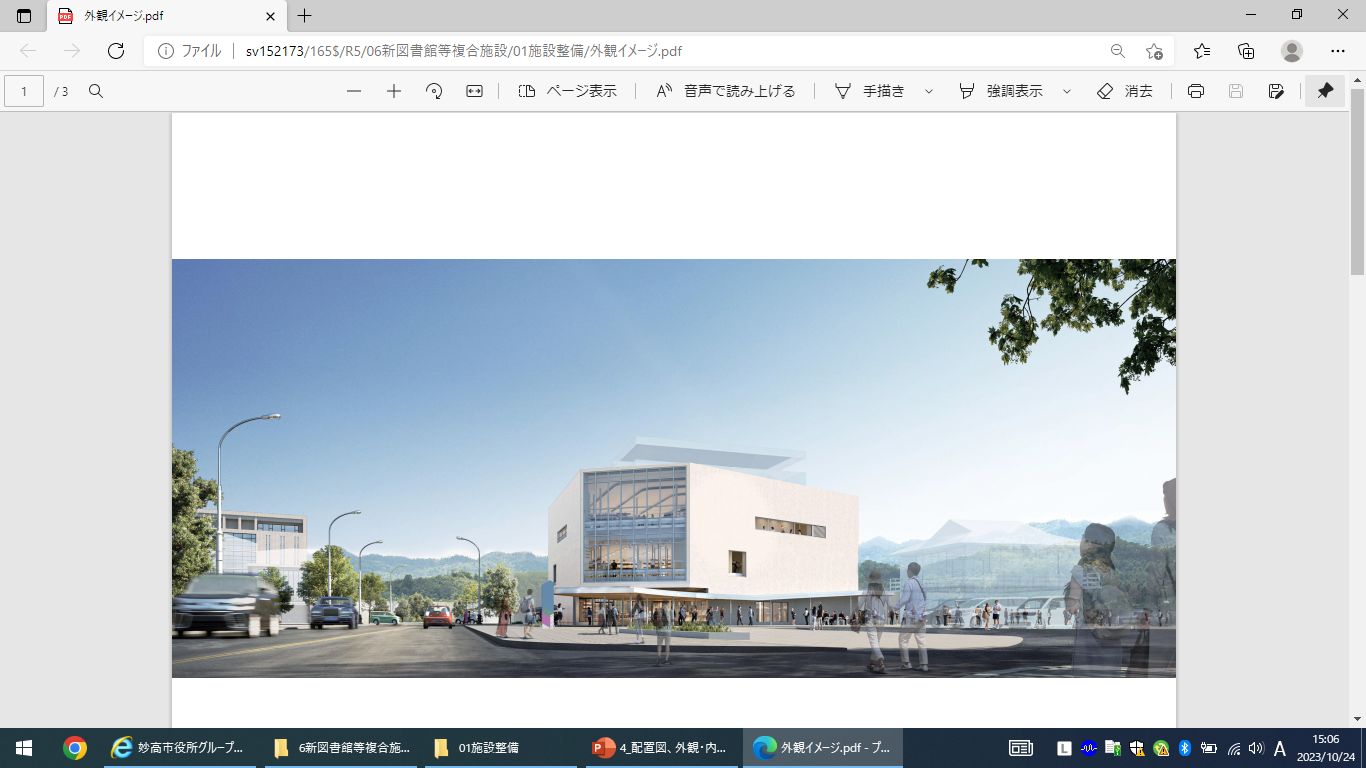 外観イメージ.pdf
ファイル sv152173/165$/R5/06新図書館等複合施設/01施設整備/外観イメージ.pdf
1 / 3 ページ表示 音声で読み上げる 手描き 強調表示 消去
妙高市役所グループ... 6新図書館等複合施... 01施設整備 4_配置図、外観・内... 外観イメージ.pdf - プ... L A 15:06
2023/10/24